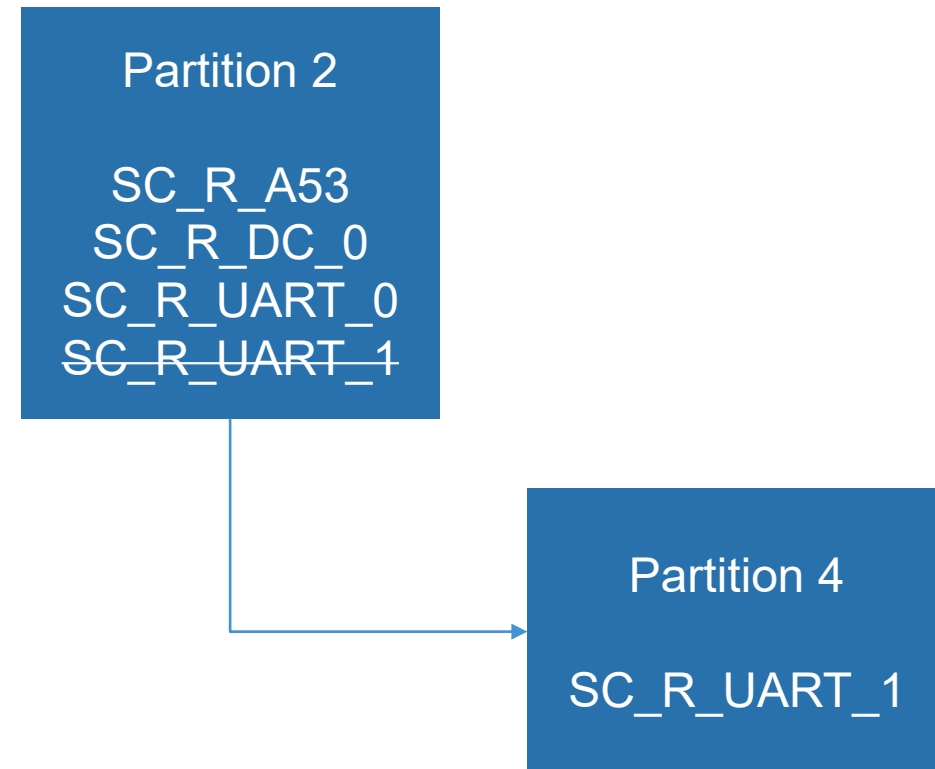 Partition 2
SC_R_A53
SC_R_DC_0
SC_R_UART_0
SC_R_UART_1
Partition 4
SC_R_UART_1